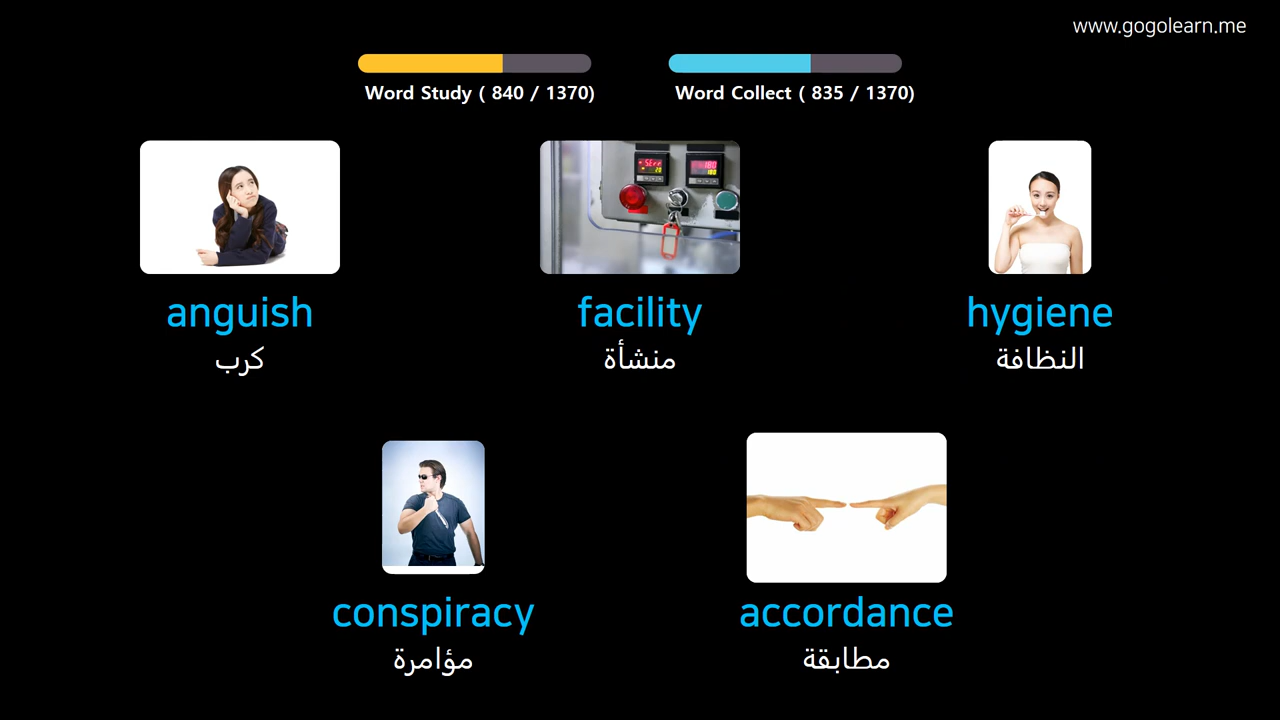 www.gogolearn.me
Word Study ( 840 / 1370)
Word Collect ( 835 / 1370)
anguish
كرب
facility
منشأة
hygiene
النظافة
conspiracy
مؤامرة
accordance
مطابقة